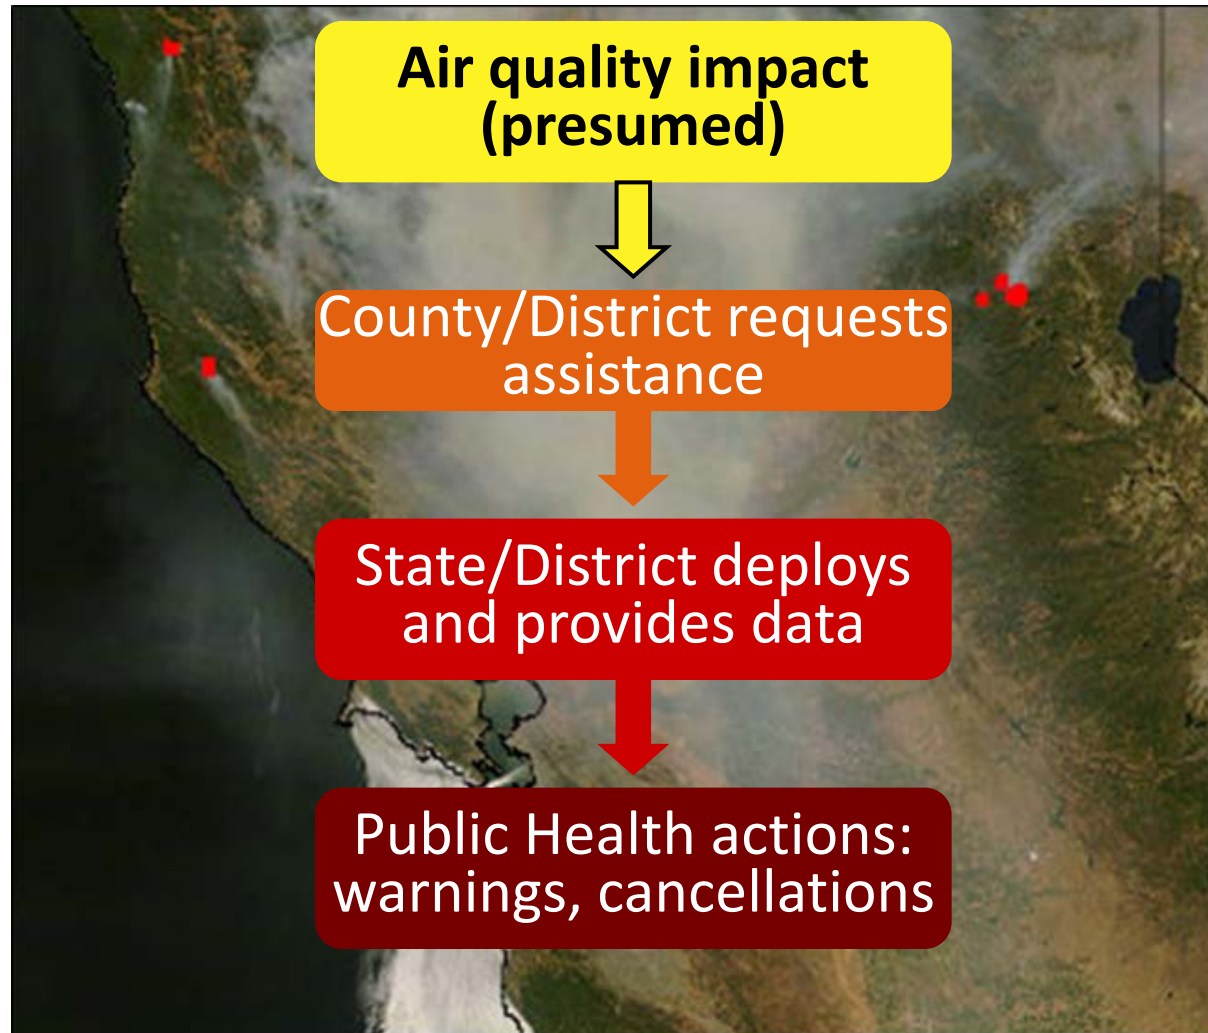 Air quality impact
(presumed)
County/District requests
assistance
State/District deploys
and provides data
Public Health actions:
warnings, cancellations